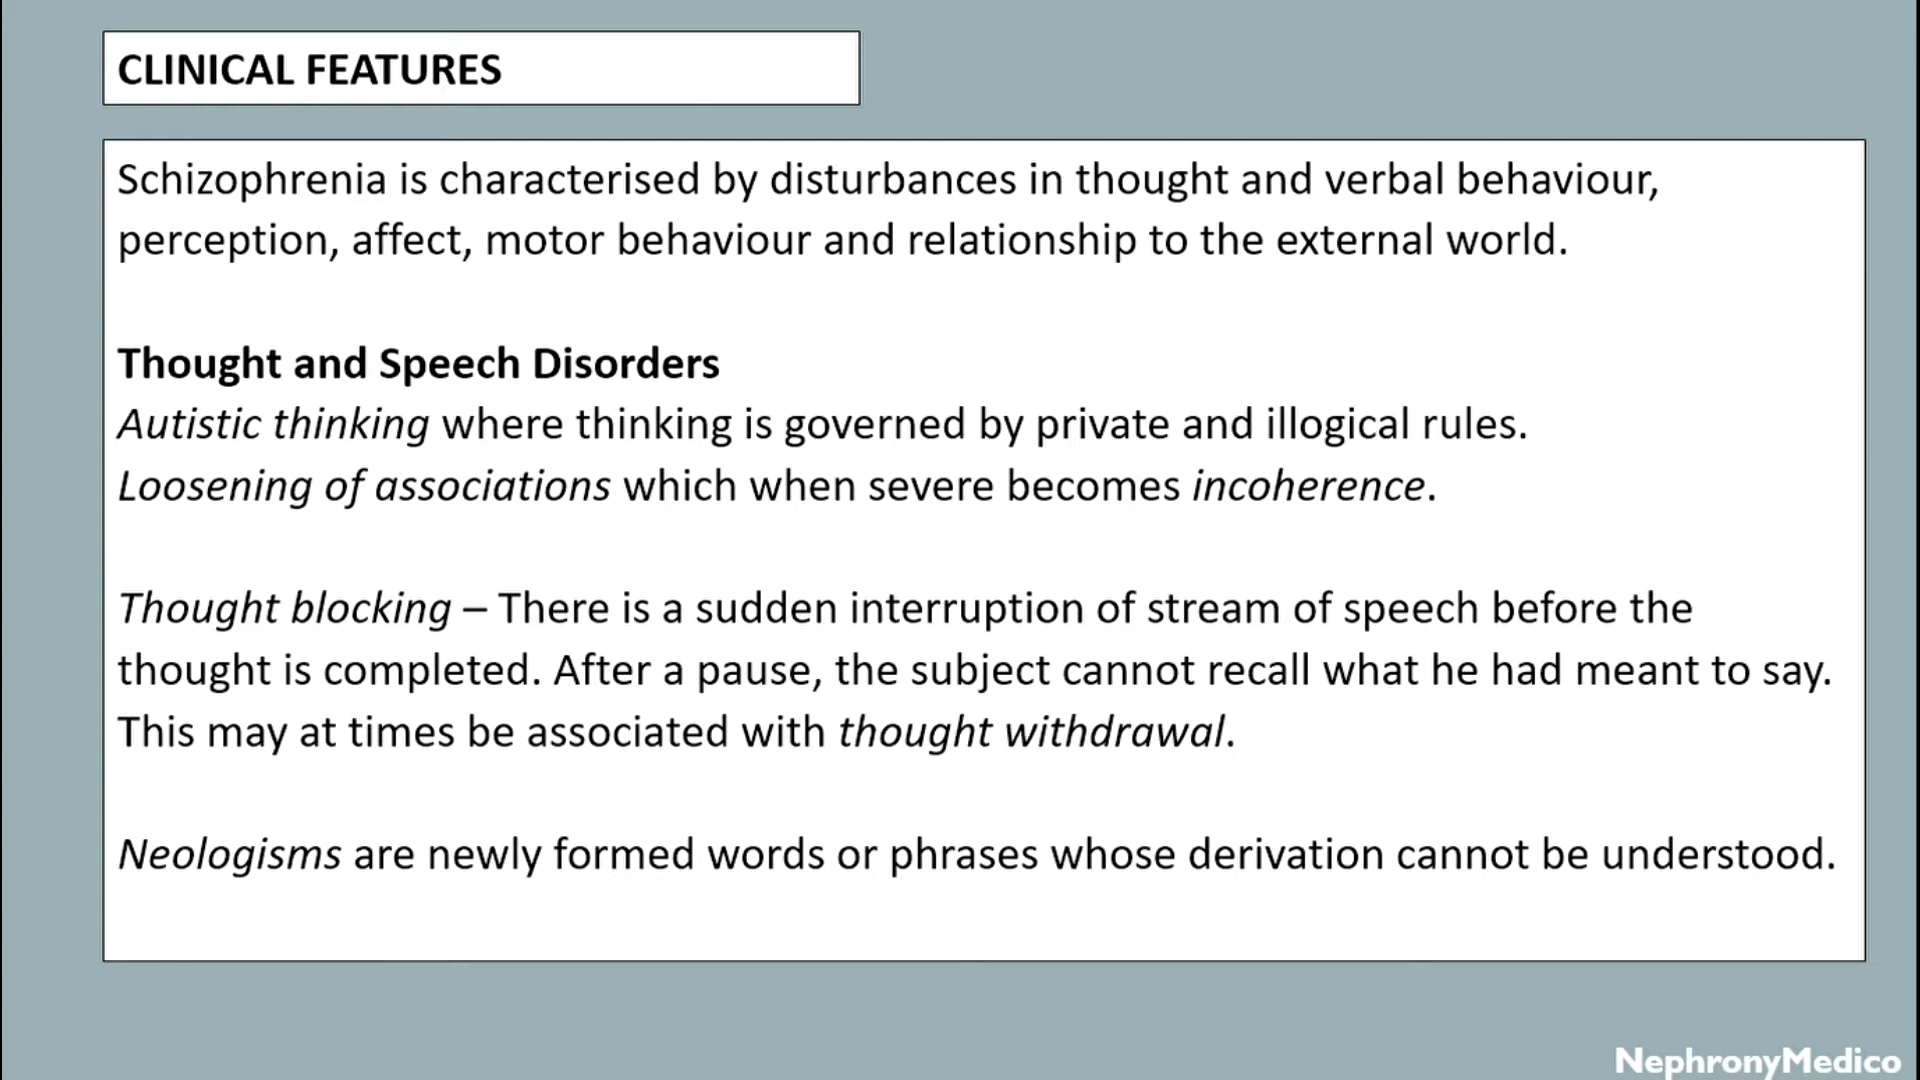 CLINICAL FEATURES
Schizophrenia is characterised by disturbances in thought and verbal behaviour,
perception, affect, motor behaviour and relationship to the external world.
Thought and Speech Disorders
Autistic thinking where thinking is governed by private and illogical rules.
Loosening of associations which when severe becomes incoherence.
Thought blocking – There is a sudden interruption of stream of speech before the
thought is completed. After a pause, the subject cannot recall what he had meant to say.
This may at times be associated with thought withdrawal.
Neologisms are newly formed words or phrases whose derivation cannot be understood.
NephronyMedico